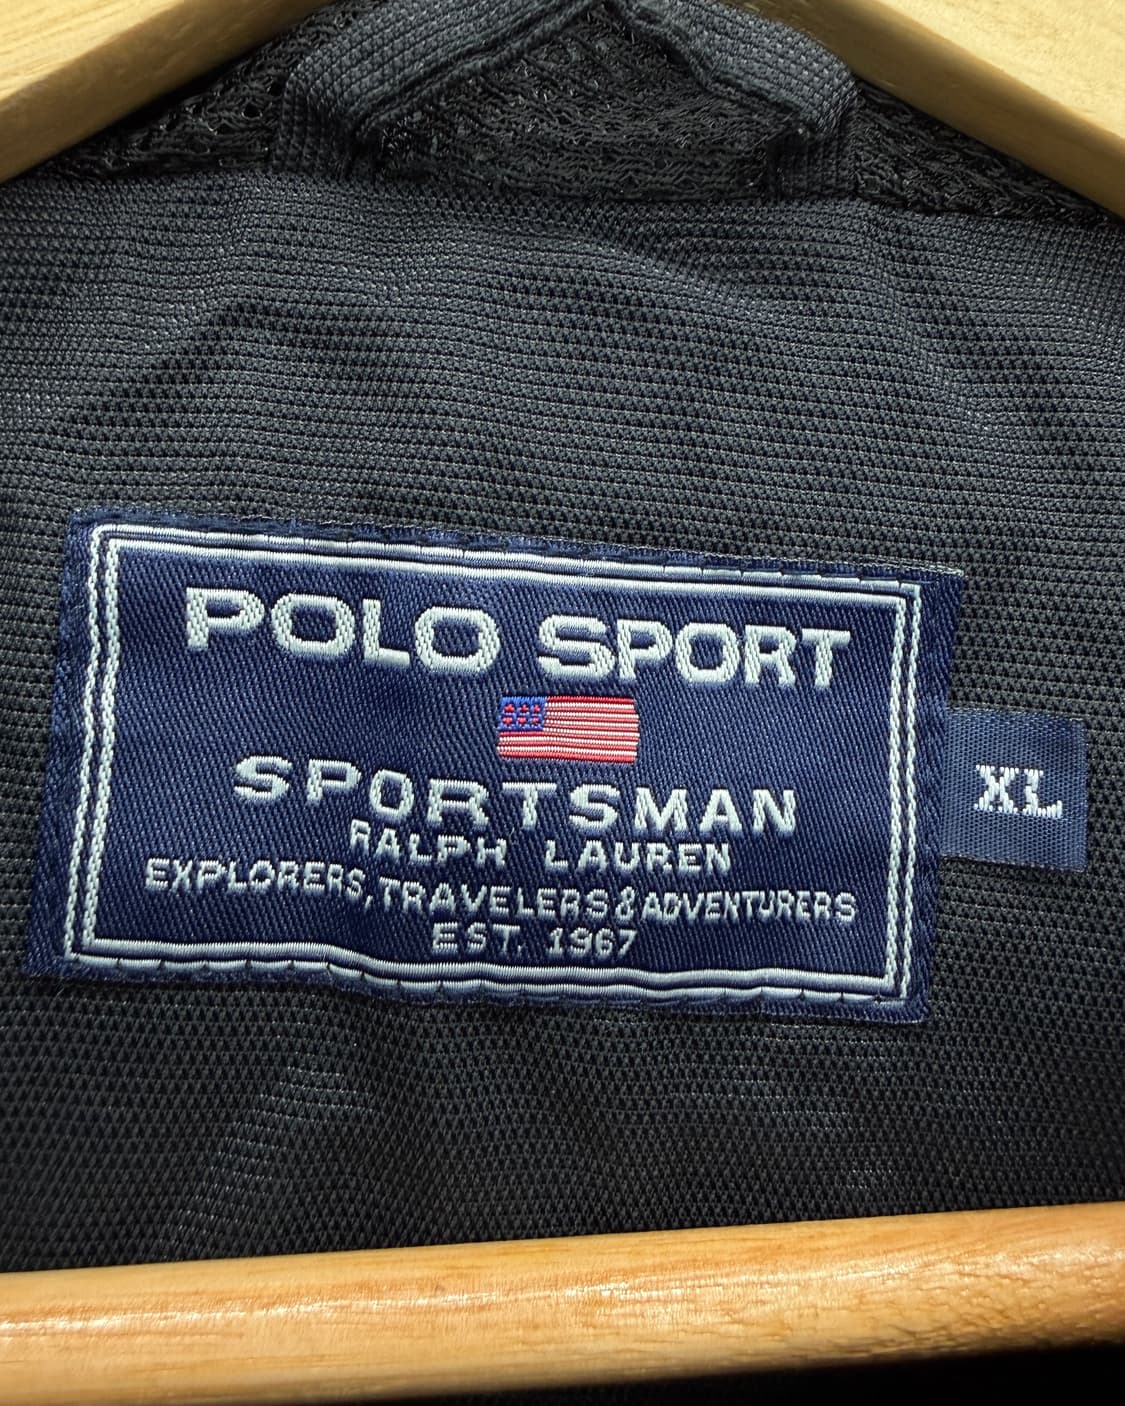 POLO SPORT
SPORTSMAN
RALPH LAUREN
EXPLORERS, TRAVELERS & ADVENTURERS
EST. 1967
XL